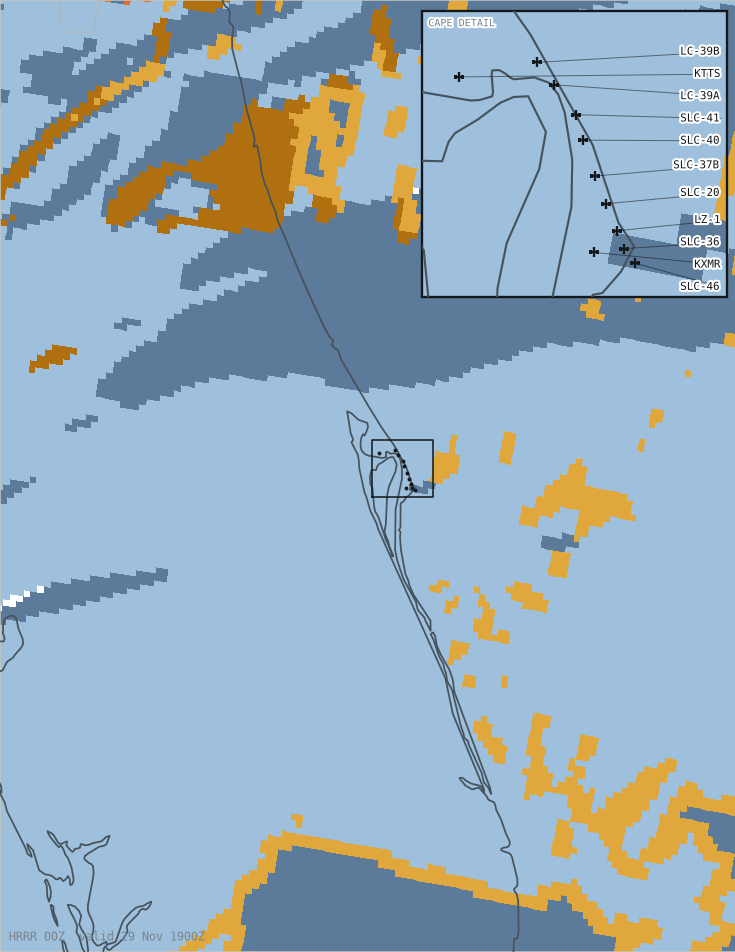 CAPE DETAIL
LC-39B
KTTS
LC-39A
SLC-41
SLC-40
SLC-37B
SLC-20
LZ-1
SLC-36
KXMR
SLC-46
HRRR 00Z  valid 29 Nov 1900Z